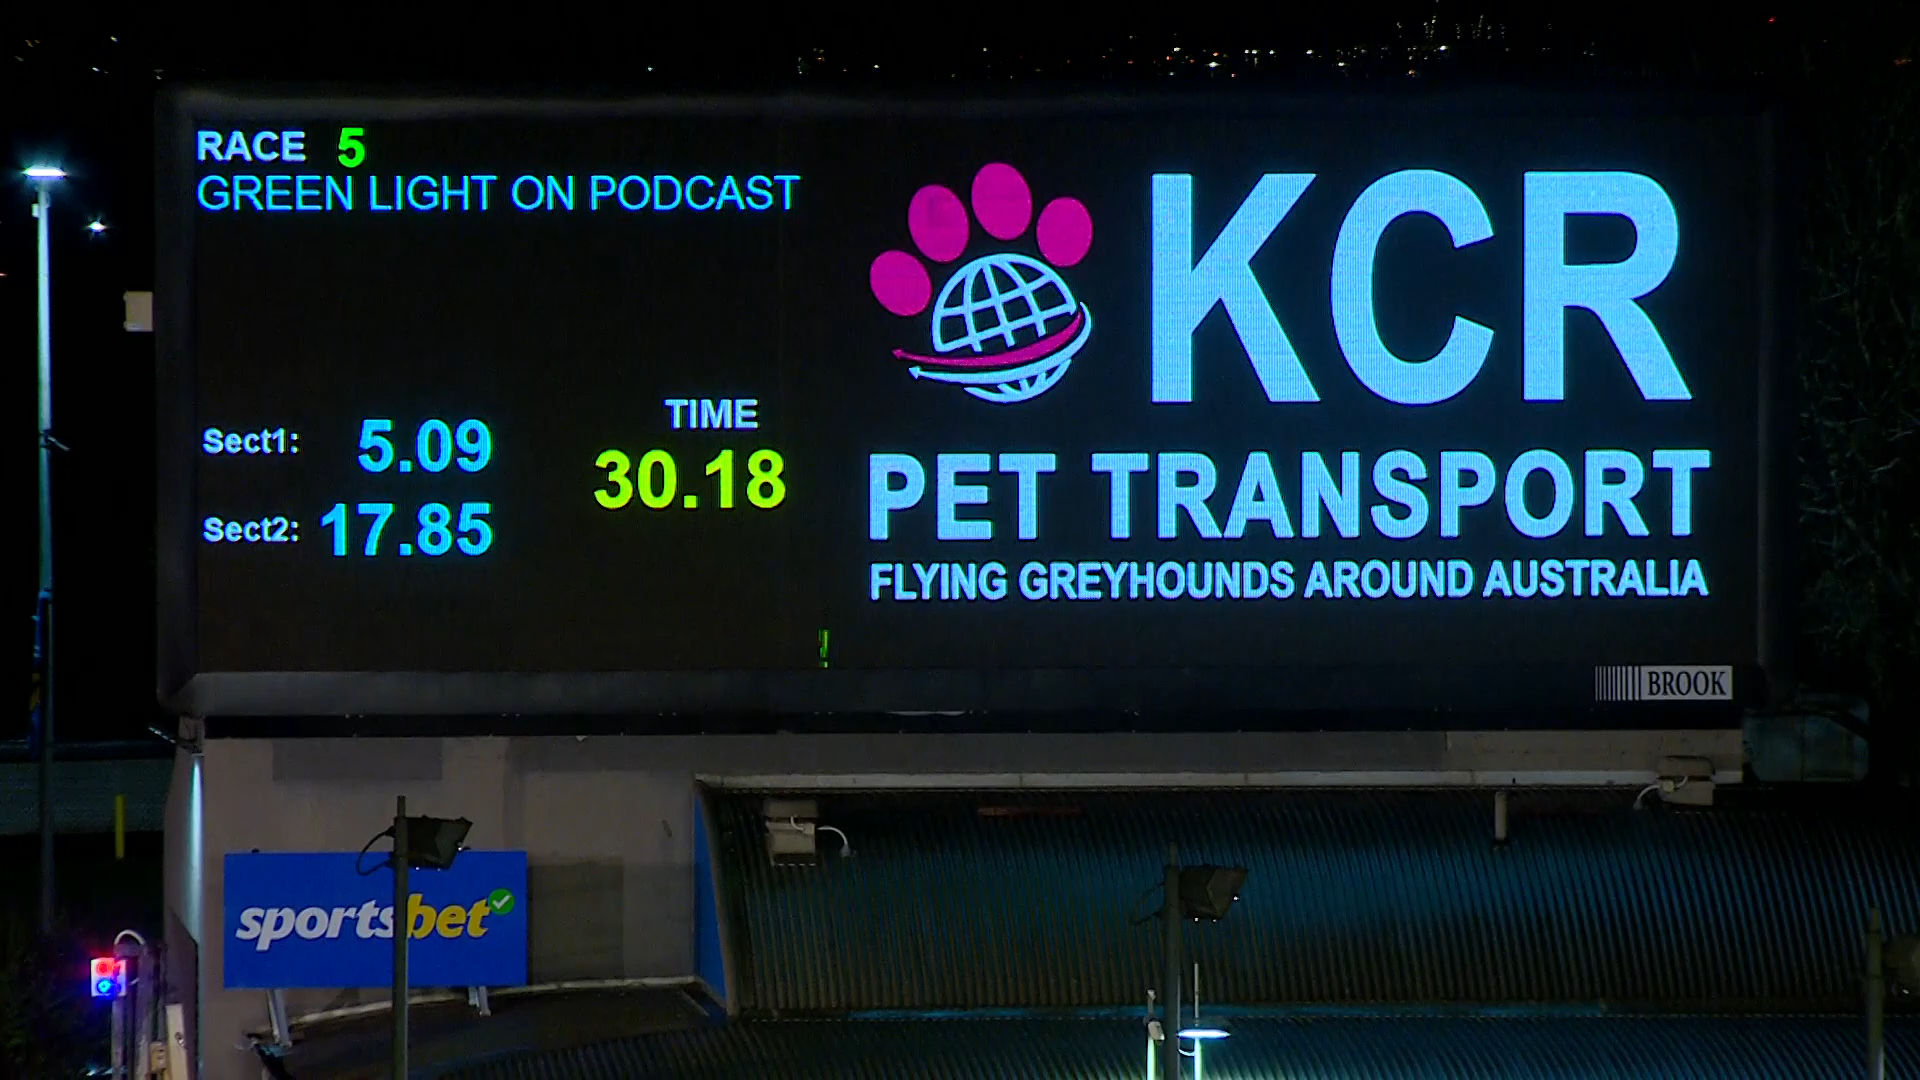 RACE 5
GREEN LIGHT ON PODCAST
Sect1: 5.09
Sect2: 17.85
TIME
30.18
KCR
PET TRANSPORT
FLYING GREYHOUNDS AROUND AUSTRALIA
BROOK
sportsbet